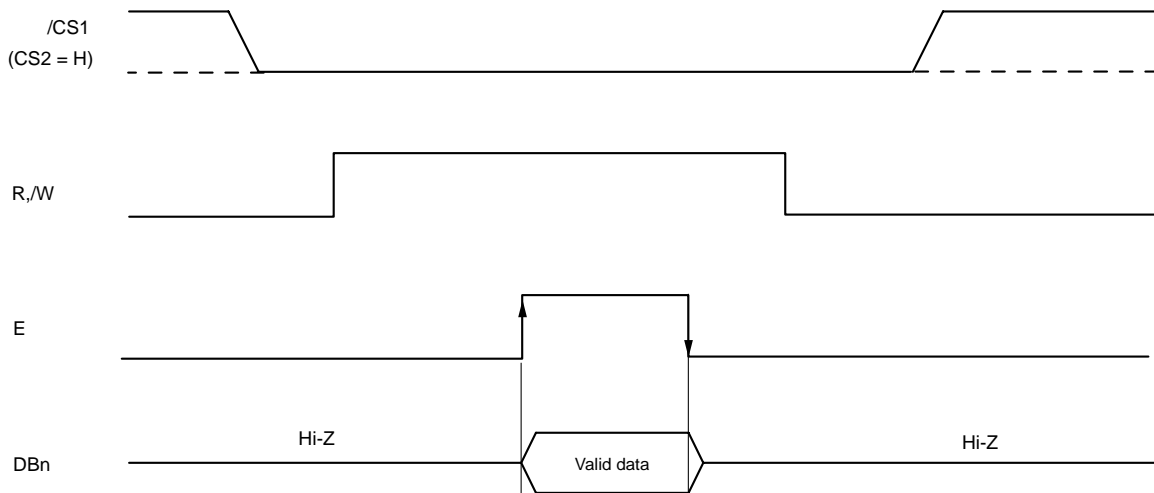 /CS1
(CS2 = H)
R,/W
E
Hi-Z
Hi-Z
DBn
Valid data